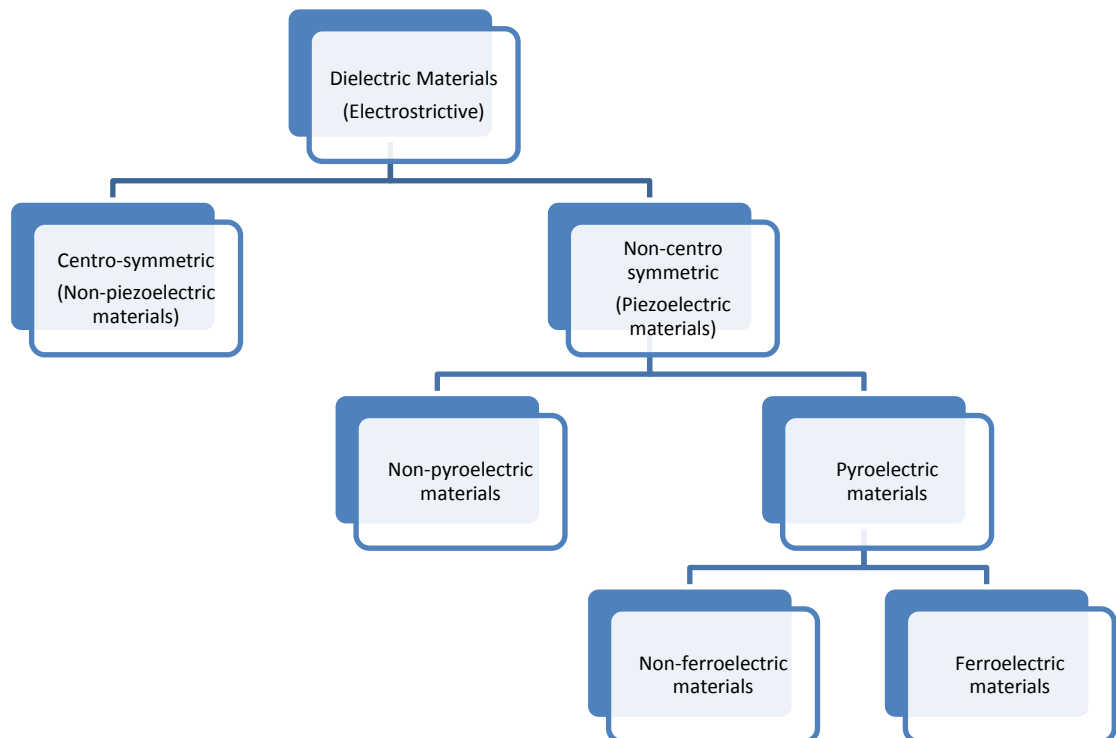 Dielectric Materials
(Electrostrictive)
Centro-symmetric
(Non-piezoelectric
materials)
Non-centro
symmetric
(Piezoelectric
materials)
Non-pyroelectric
materials
Pyroelectric
materials
Non-ferroelectric
materials
Ferroelectric
materials